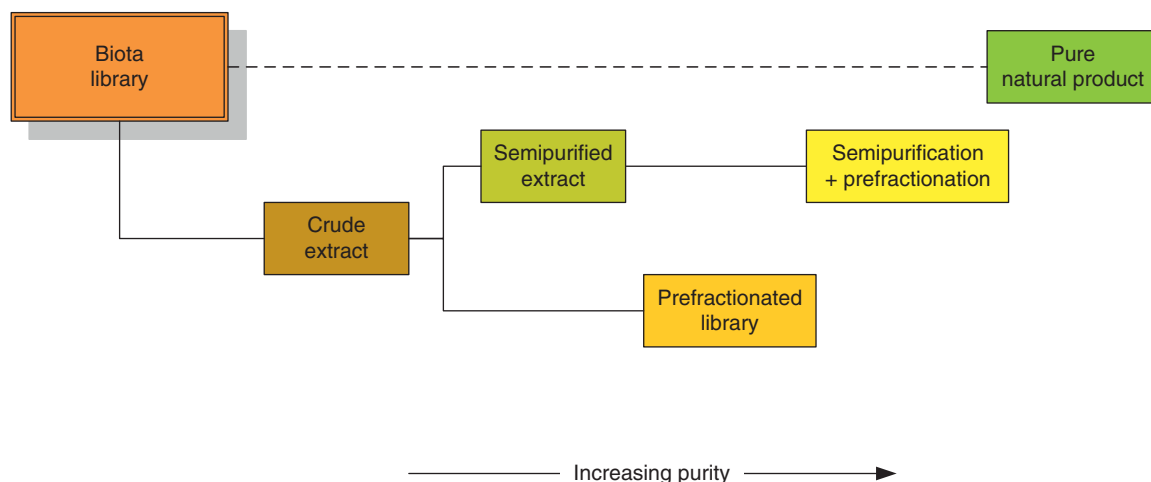 Biota
library
Pure
natural product
Semipurified
extract
Semipurification
+ prefractionation
Crude
extract
Prefractionated
library
Increasing purity